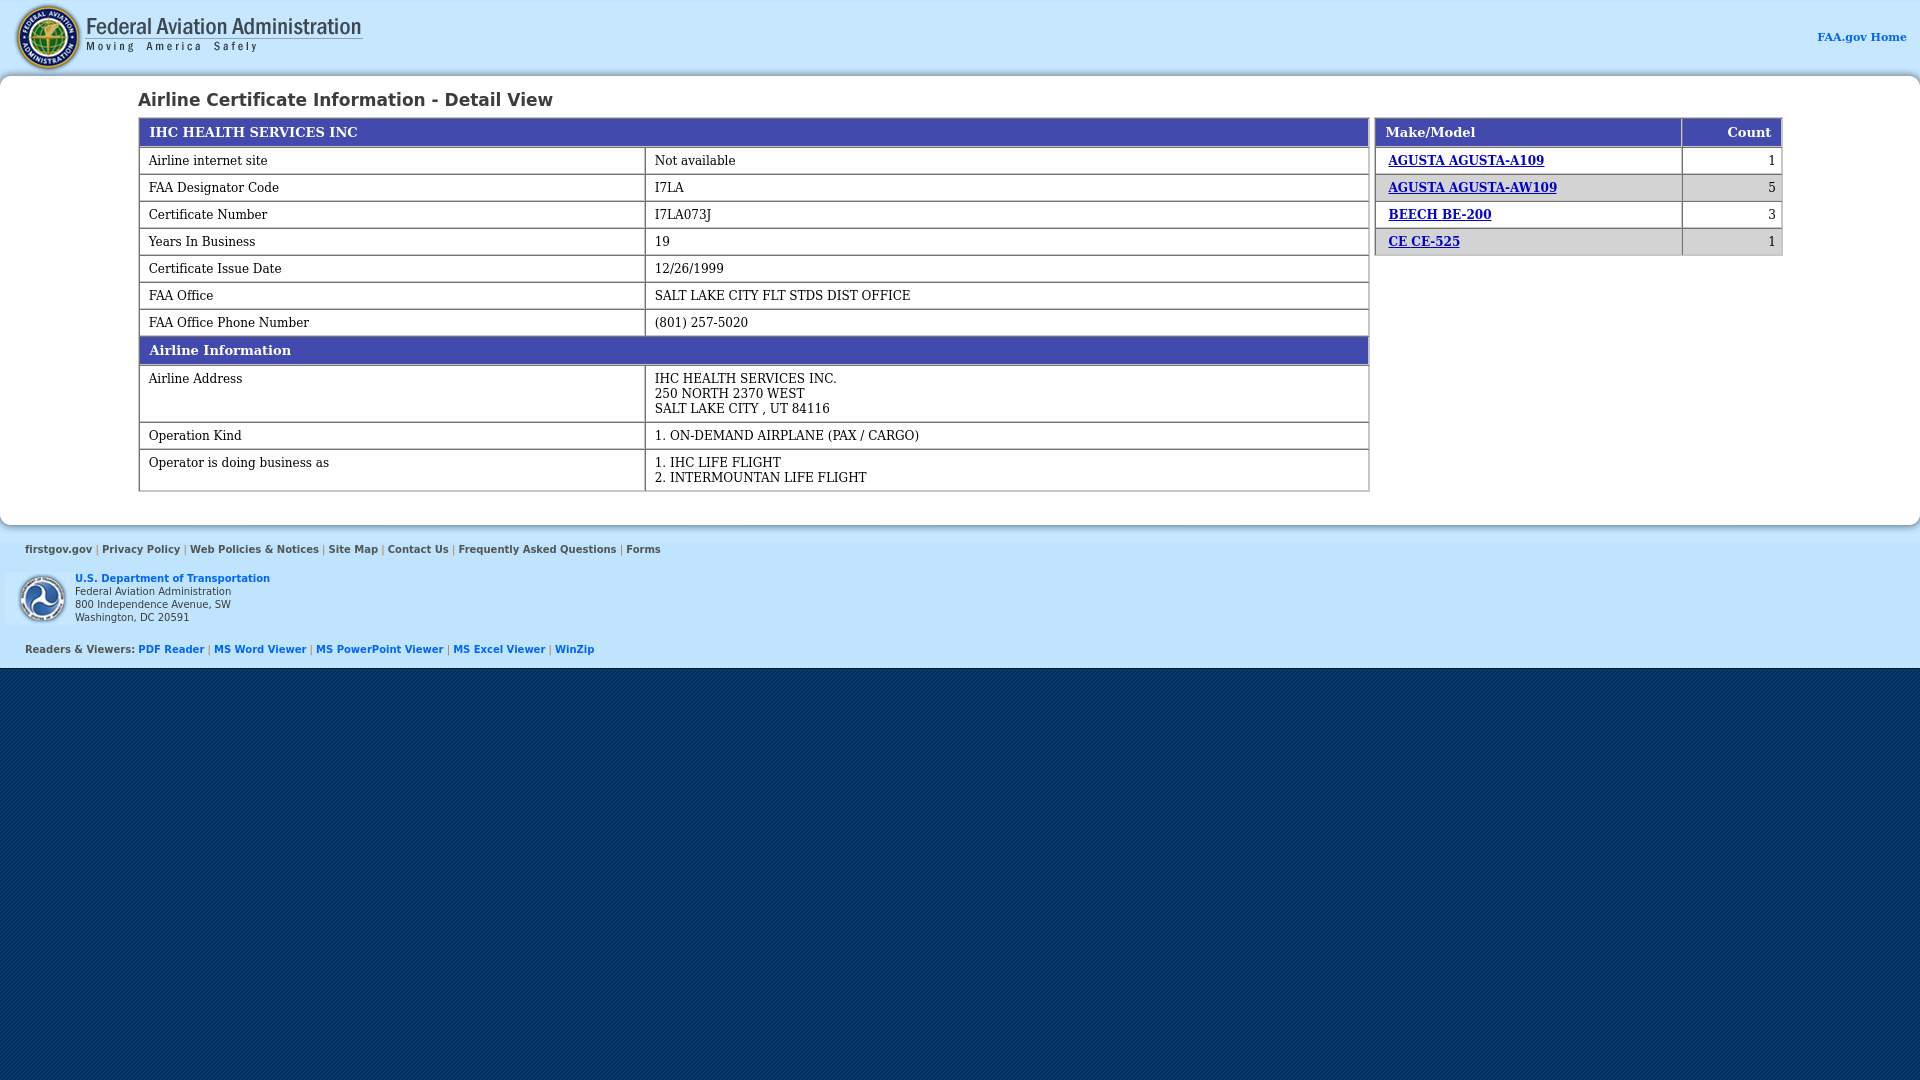 Federal Aviation Administration
Moving America Safely
FAA.gov Home
Airline Certificate Information - Detail View
IHC HEALTH SERVICES INC
Airline internet site Not available
FAA Designator Code I7LA
Certificate Number I7LA073J
Years In Business 19
Certificate Issue Date 12/26/1999
FAA Office SALT LAKE CITY FLT STDS DIST OFFICE
FAA Office Phone Number (801) 257-5020
Airline Information
Airline Address IHC HEALTH SERVICES INC.
250 NORTH 2370 WEST
SALT LAKE CITY , UT 84116
Operation Kind 1. ON-DEMAND AIRPLANE (PAX / CARGO)
Operator is doing business as 1. IHC LIFE FLIGHT
2. INTERMOUNTAN LIFE FLIGHT
Make/Model Count
AGUSTA AGUSTA-A109 1
AGUSTA AGUSTA-AW109 5
BEECH BE-200 3
CE CE-525 1
firstgov.gov | Privacy Policy | Web Policies & Notices | Site Map | Contact Us | Frequently Asked Questions | Forms
U.S. Department of Transportation
Federal Aviation Administration
800 Independence Avenue, SW
Washington, DC 20591
Readers & Viewers: PDF Reader | MS Word Viewer | MS PowerPoint Viewer | MS Excel Viewer | WinZip